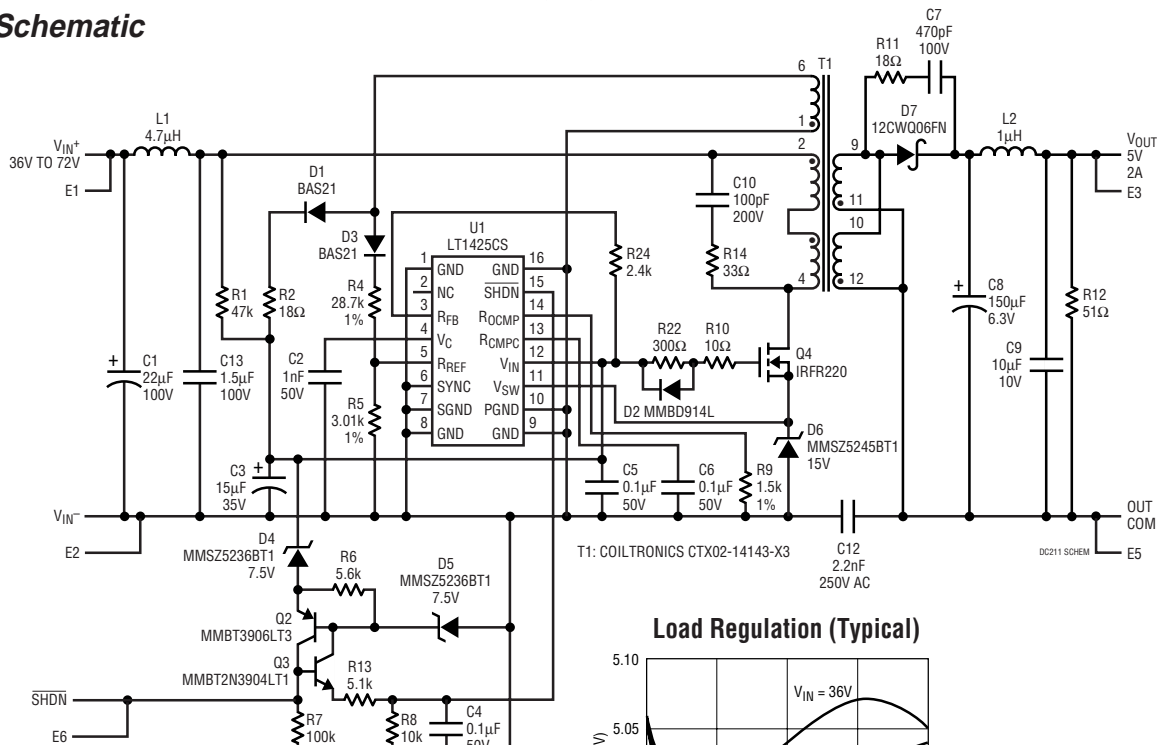 Schematic
C7
470pF
100V
R11
18Ω
6
T1
1
D7
12CWQ06FN
L1
4.7µH
L2
1µH
VIN+
36V TO 72V
E1
2
9
VOUT
5V
2A
E3
D1
BAS21
C10
100pF
200V
11
10
D3
BAS21
U1
LT1425CS
R24
2.4k
R14
33Ω
4
12
1
GND
GND
16
2
NC
SHDN
15
3
RFB
ROCMP
14
4
VC
RCMPC
13
5
RREF
VIN
12
6
SYNC
VSW
11
7
SGND
PGND
10
8
GND
GND
9
R1
47k
R2
18Ω
R4
28.7k
1%
+
C8
150µF
6.3V
R12
51Ω
R22
300Ω
R10
10Ω
Q4
IRFR220
+
C1
22µF
100V
C13
1.5µF
100V
C2
1nF
50V
C9
10µF
10V
D2 MMBD914L
R5
3.01k
1%
D6
MMSZ5245BT1
15V
C3
+
15µF
35V
C5
0.1µF
50V
C6
0.1µF
50V
R9
1.5k
1%
VIN–
E2
OUT
COM
E5
T1: COILTRONICS CTX02-14143-X3
C12
2.2nF
250V AC
DC211 SCHEM
D4
MMSZ5236BT1
7.5V
R6
5.6k
D5
MMSZ5236BT1
7.5V
Q2
MMBT3906LT3
Q3
MMBT2N3904LT1
R13
5.1k
SHDN
E6
R7
100k
R8
10k
C4
0.1µF
50V
Load Regulation (Typical)
5.10
VIN = 36V
5.05
V)